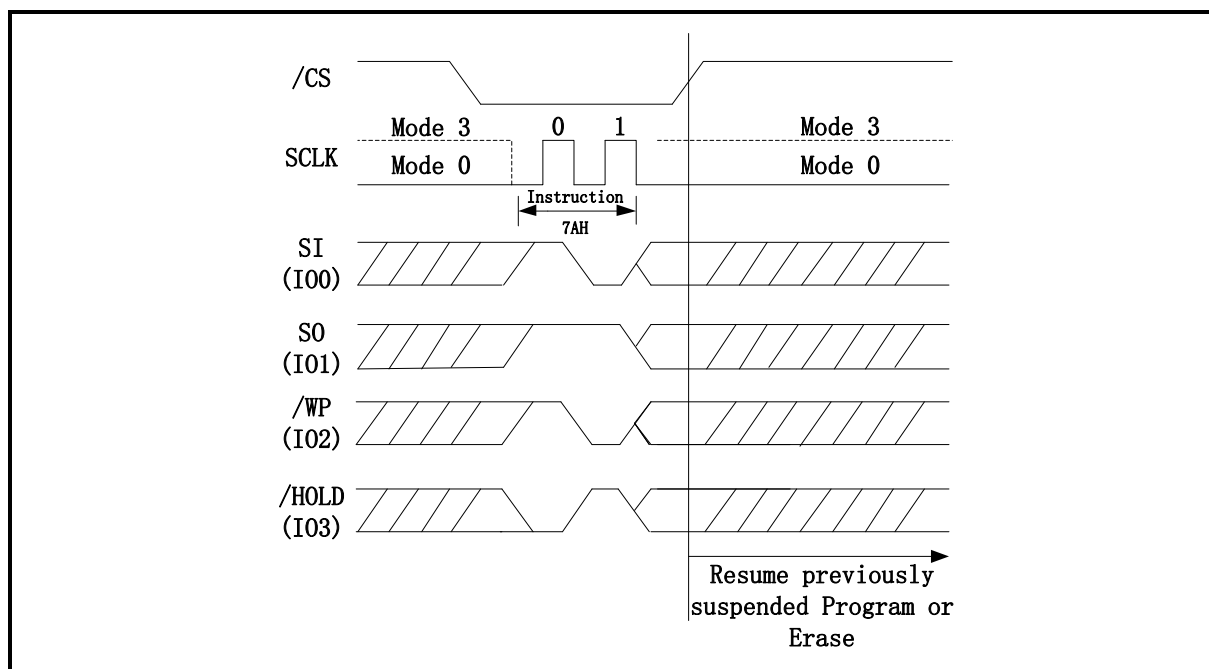 /CS
Mode 3 0 1 Mode 3
SCLK
Mode 0 Mode 0
Instruction
7AH
SI
(IO0)
SO
(IO1)
/WP
(IO2)
/HOLD
(IO3)
Resume previously
suspended Program or
Erase